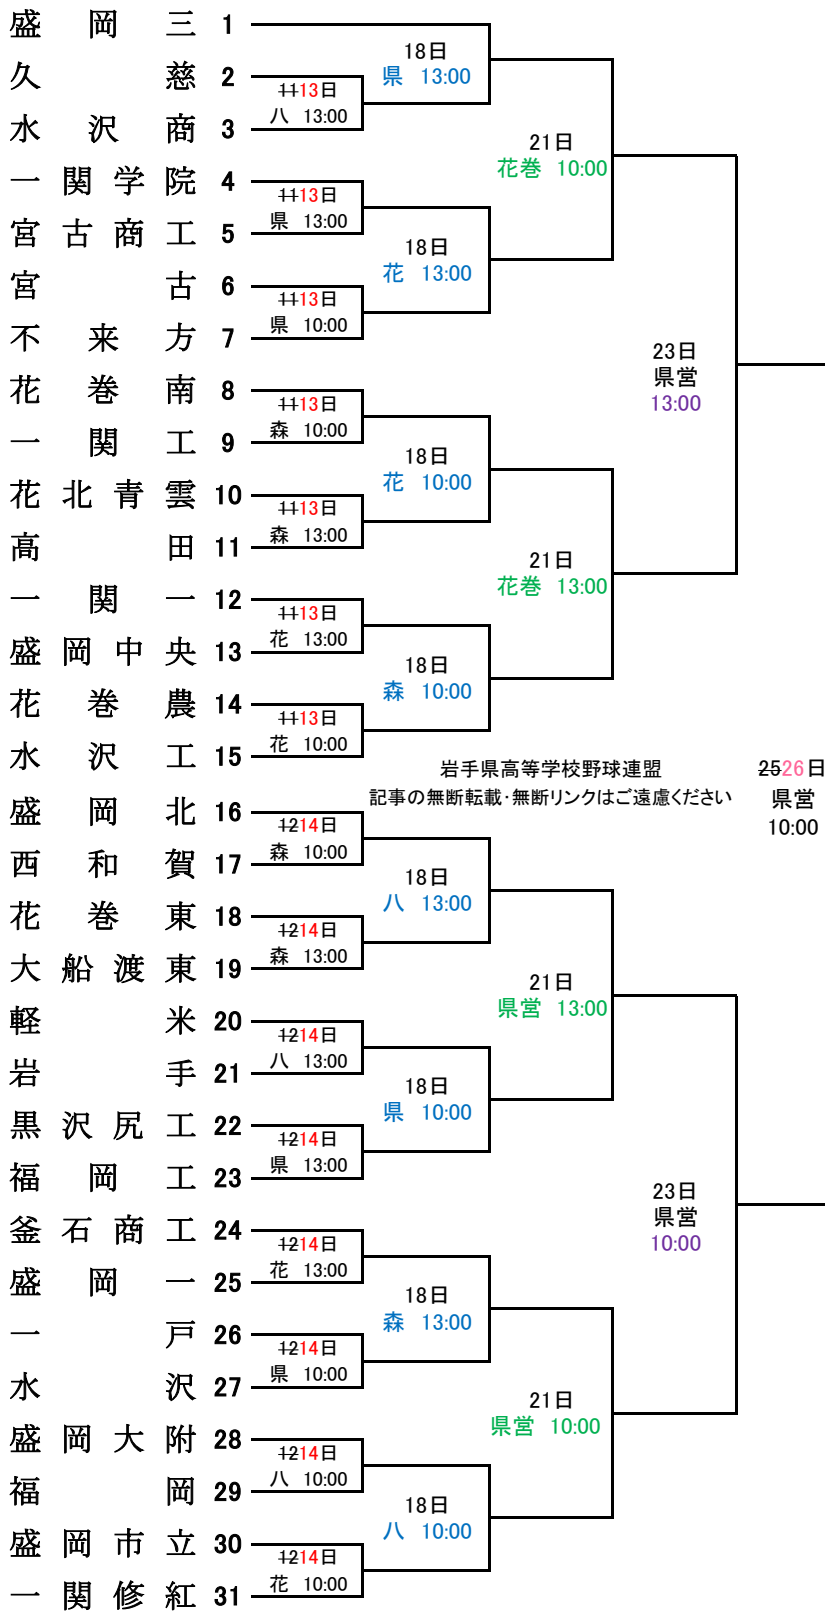 盛岡三 1
18日
県 13:00
久慈 2
1113日
八 13:00
水沢商 3
21日
花巻 10:00
一関学院 4
1113日
県 13:00
宮古商工 5
18日
花 13:00
宮古 6
1113日
県 10:00
不来方 7
23日
県営
13:00
花巻南 8
1113日
森 10:00
一関工 9
18日
花 10:00
花北青雲 10
1113日
森 13:00
高田 11
21日
花巻 13:00
一関一 12
1113日
花 13:00
盛岡中央 13
18日
森 10:00
花巻農 14
1113日
花 10:00
水沢工 15
岩手県高等学校野球連盟
記事の無断転載・無断リンクはご遠慮ください
2526日
県営
10:00
盛岡北 16
1214日
森 10:00
西和賀 17
18日
八 13:00
花巻東 18
1214日
森 13:00
大船渡東 19
21日
県営 13:00
軽米 20
1214日
八 13:00
岩手 21
18日
県 10:00
黒沢尻工 22
1214日
県 13:00
福岡工 23
23日
県営
10:00
釜石商工 24
1214日
花 13:00
盛岡一 25
18日
森 13:00
一戸 26
1214日
県 10:00
水沢 27
21日
県営 10:00
盛岡大附 28
1214日
八 10:00
福岡 29
18日
八 10:00
盛岡市立 30
1214日
花 10:00
一関修紅 31